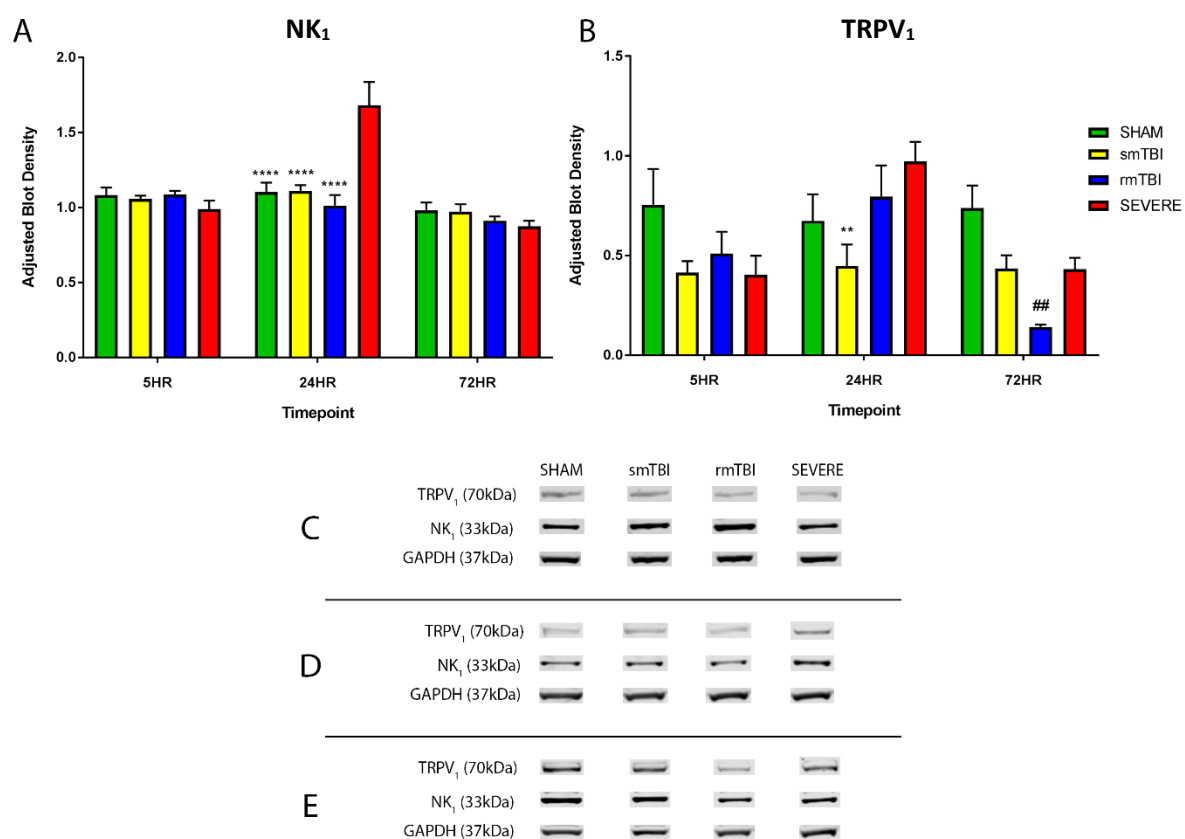 A
NK₁
2.0
1.5
1.0
0.5
0.0
Adjusted Blot Density
****
****
****
5HR
24HR
72HR
Timepoint
B
TRPV₁
1.5
1.0
0.5
0.0
Adjusted Blot Density
**
##
5HR
24HR
72HR
Timepoint
SHAM
smTBI
rmTBI
SEVERE
SHAM smTBI rmTBI SEVERE
C
TRPV₁ (70kDa)
NK₁ (33kDa)
GAPDH (37kDa)
D
TRPV₁ (70kDa)
NK₁ (33kDa)
GAPDH (37kDa)
E
TRPV₁ (70kDa)
NK₁ (33kDa)
GAPDH (37kDa)